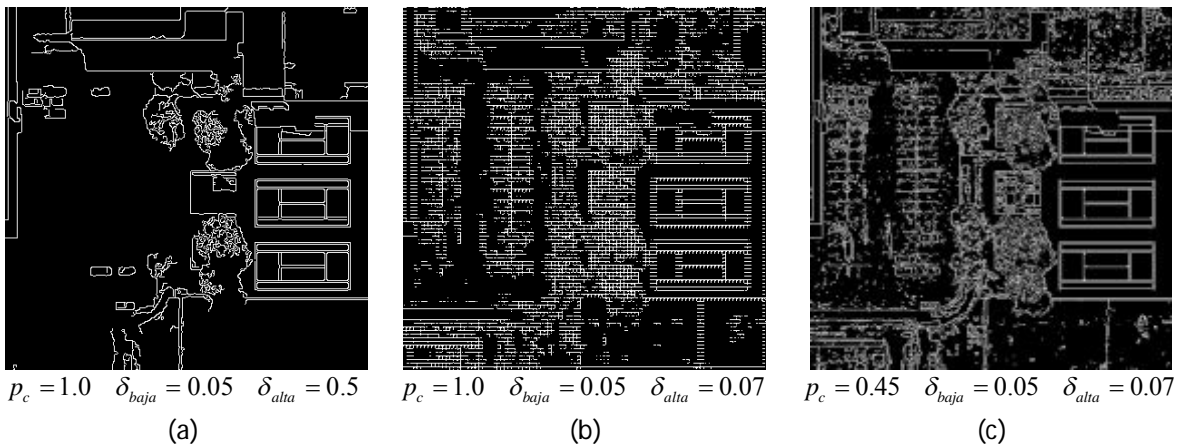 p_c = 1.0 δ_baja = 0.05 δ_alta = 0.5
(a)
p_c = 1.0 δ_baja = 0.05 δ_alta = 0.07
(b)
p_c = 0.45 δ_baja = 0.05 δ_alta = 0.07
(c)